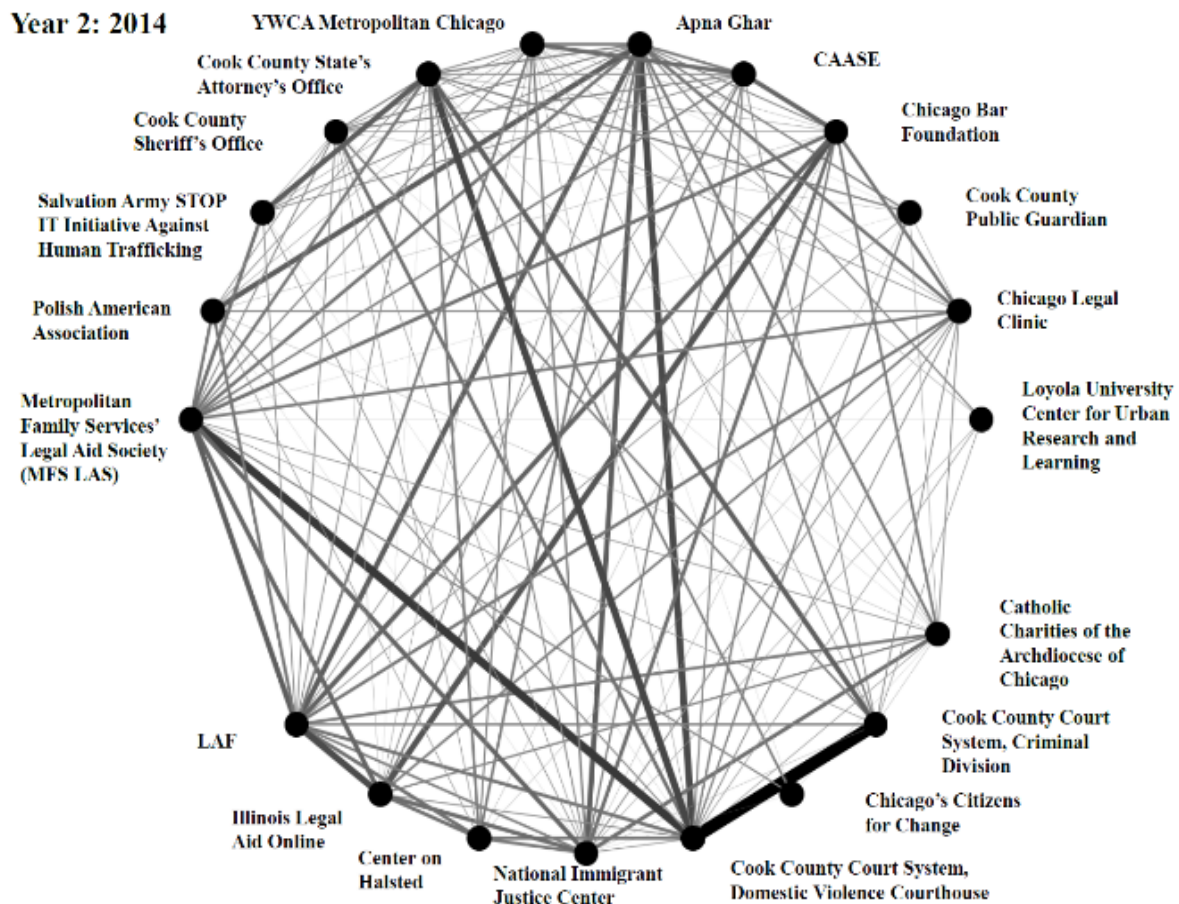 Year 2: 2014
YWCA Metropolitan Chicago
Apna Ghar
Cook County State's
Attorney's Office
CAASE
Cook County
Sheriff's Office
Chicago Bar
Foundation
Salvation Army STOP
IT Initiative Against
Human Trafficking
Cook County
Public Guardian
Polish American
Association
Chicago Legal
Clinic
Metropolitan
Family Services'
Legal Aid Society
(MFS LAS)
Loyola University
Center for Urban
Research and
Learning
Catholic
Charities of the
Archdiocese of
Chicago
LAF
Cook County Court
System, Criminal
Division
Illinois Legal
Aid Online
Chicago's Citizens
for Change
Center on
Halsted
National Immigrant
Justice Center
Cook County Court System,
Domestic Violence Courthouse